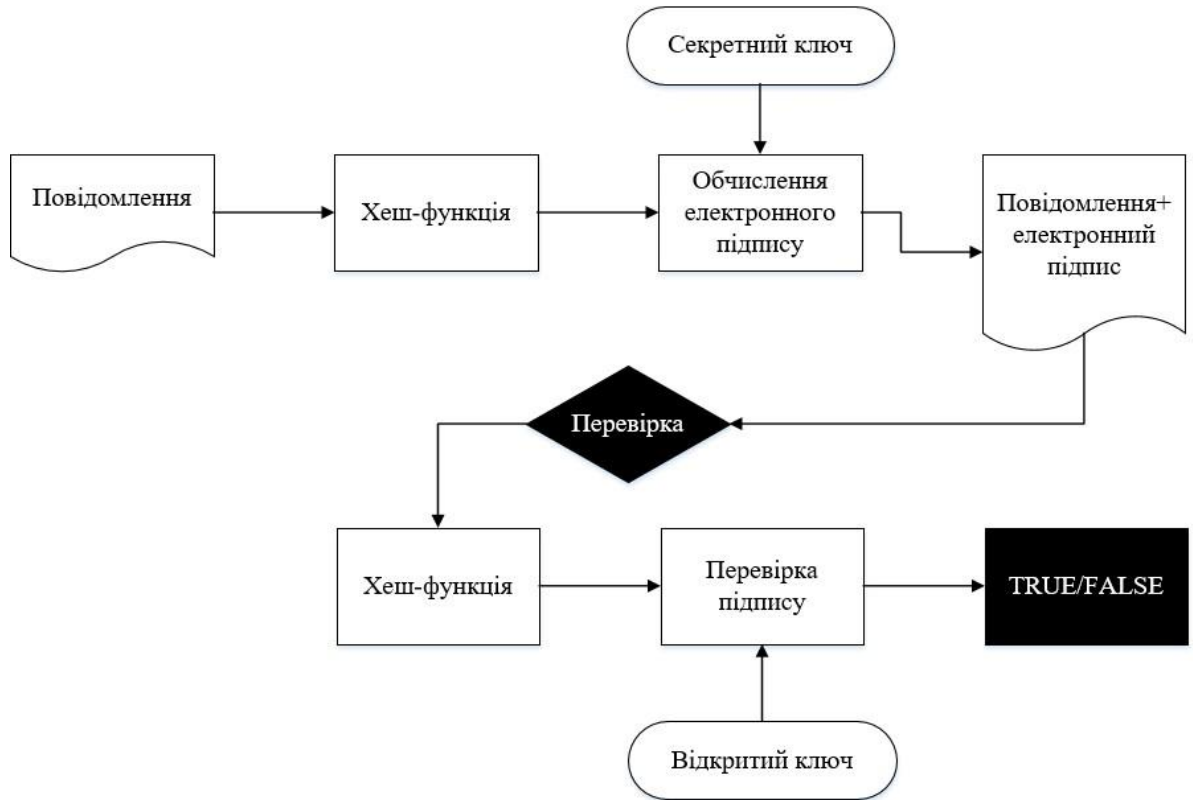 Секретний ключ
Повідомлення
Хеш-функція
Обчислення
електронного
підпису
Повідомлення+
електронний
підпис
Перевірка
Хеш-функція
Перевірка
підпису
TRUE/FALSE
Відкритий ключ